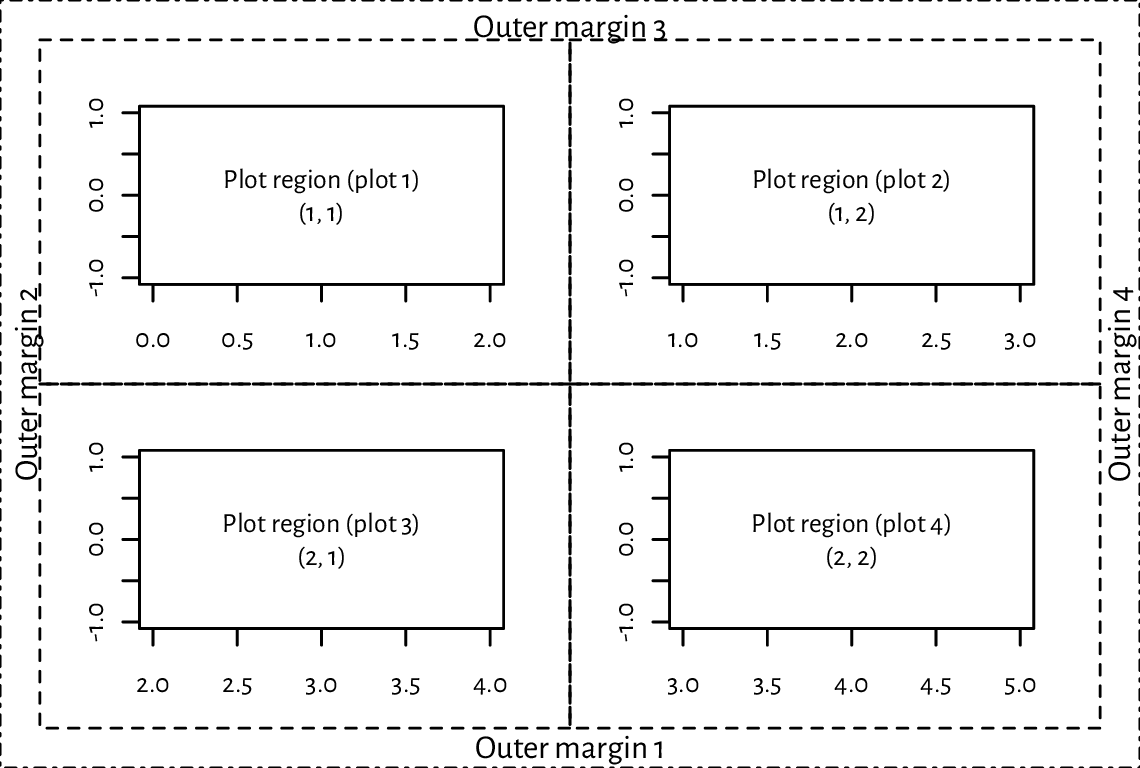 Outer margin 3
1.0
0.0
-1.0
Plot region (plot 1)
(1, 1)
0.0 0.5 1.0 1.5 2.0
1.0
0.0
-1.0
Plot region (plot 2)
(1, 2)
1.0 1.5 2.0 2.5 3.0
Outer margin 2
Outer margin 4
1.0
0.0
-1.0
Plot region (plot 3)
(2, 1)
2.0 2.5 3.0 3.5 4.0
1.0
0.0
-1.0
Plot region (plot 4)
(2, 2)
3.0 3.5 4.0 4.5 5.0
Outer margin 1